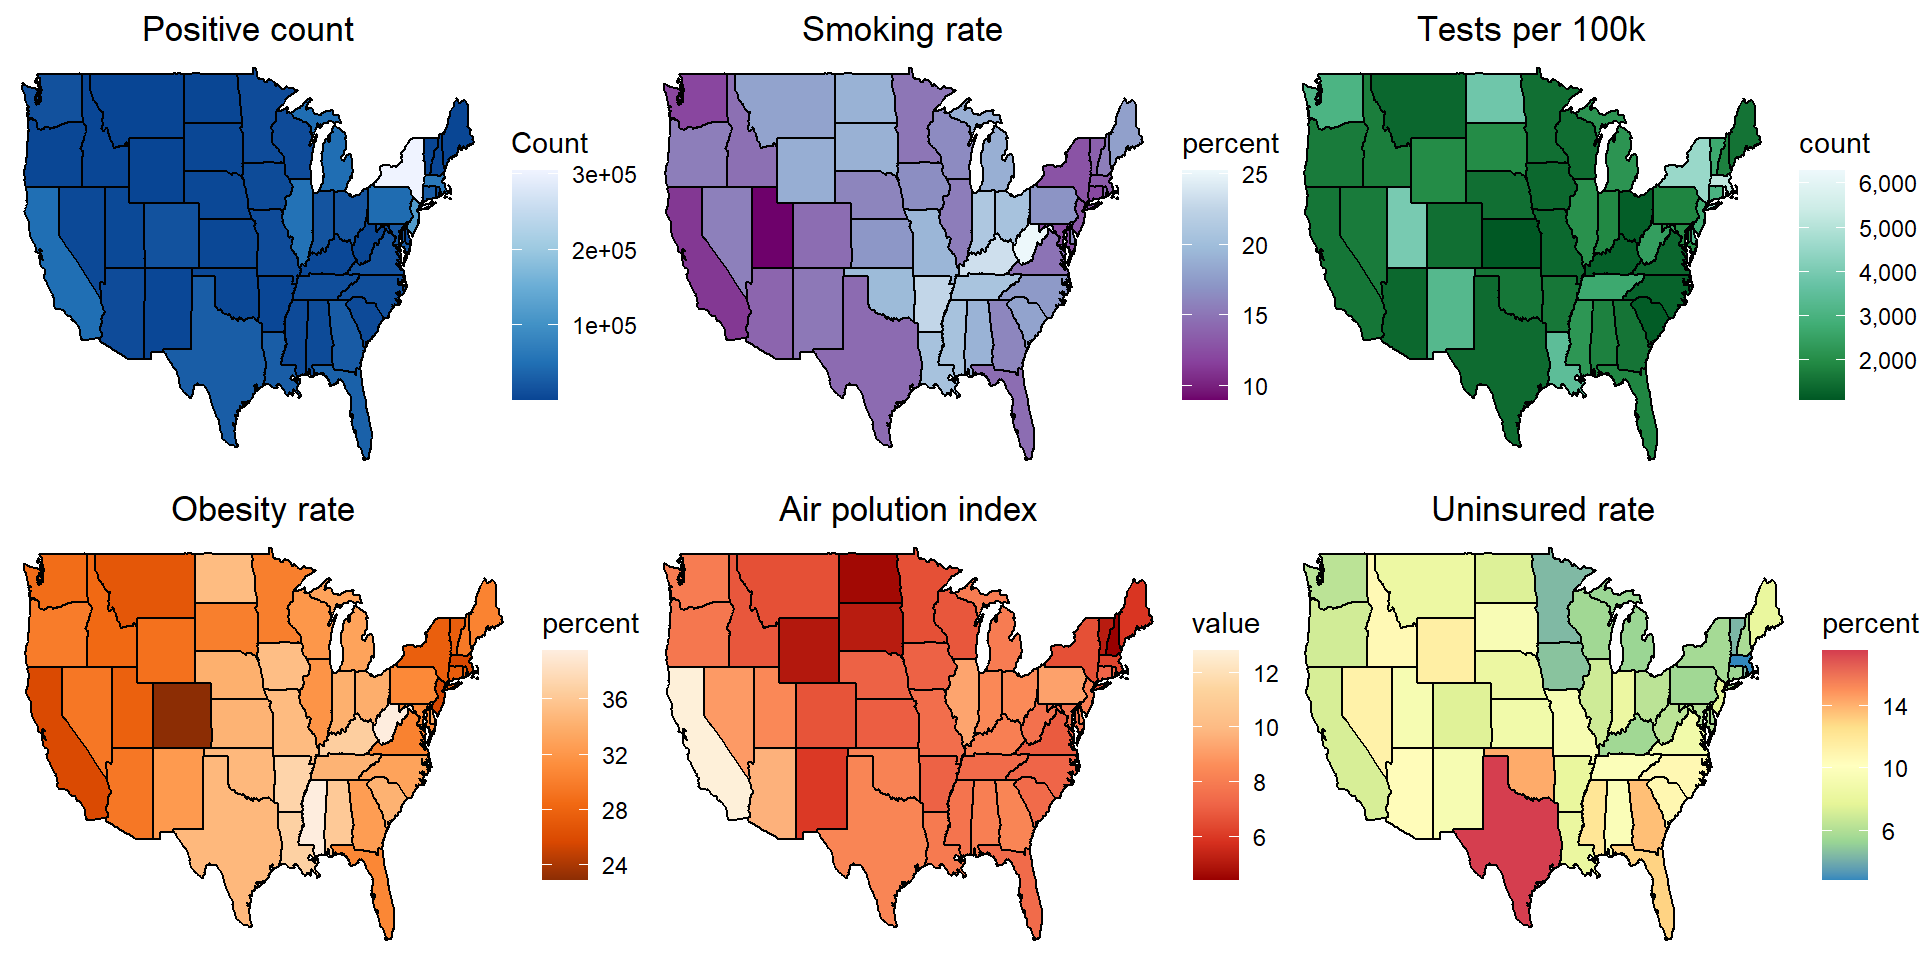 Positive count
Smoking rate
Tests per 100k
Count
3e+05
2e+05
1e+05
percent
25
20
15
10
count
6,000
5,000
4,000
3,000
2,000
Obesity rate
Air polution index
Uninsured rate
percent
36
32
28
24
value
12
10
8
6
percent
14
10
6